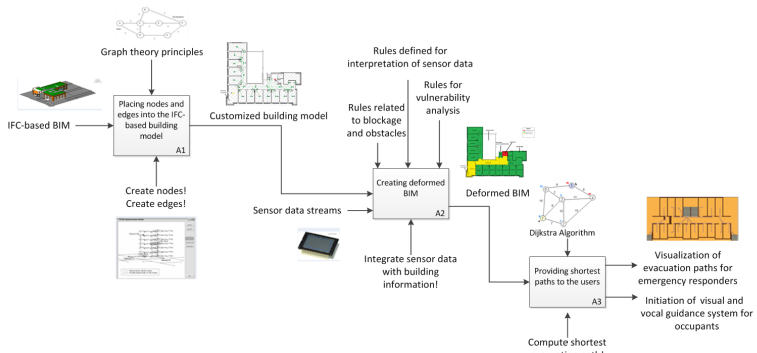 Graph theory principles
IFC-based BIM
Placing nodes and
edges into the IFC-
based building
model
A1
Customized building model
Create nodes!
Create edges!
Rules defined for
interpretation of sensor data
Rules related
to blockage
and obstacles
Rules for
vulnerability
analysis
Creating deformed
BIM
A2
Sensor data streams
Integrate sensor data
with building
information!
Deformed BIM
Dijkstra Algorithm
Providing shortest
paths to the users
A3
Visualization of
evacuation paths for
emergency responders
Initiation of visual and
vocal guidance system for
occupants
Compute shortest